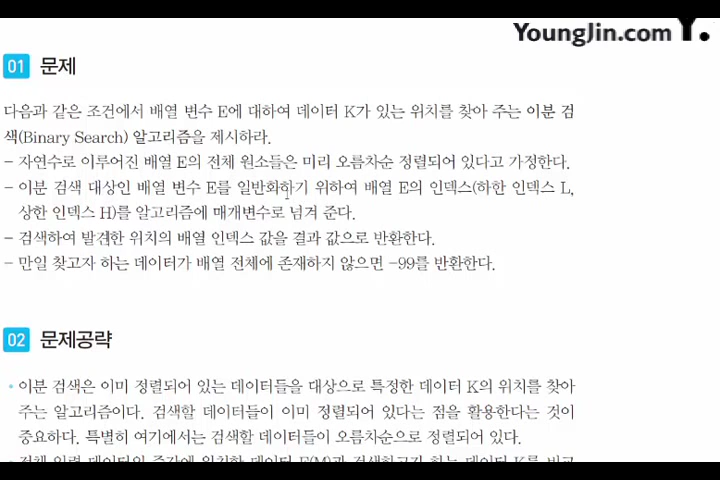 YoungJin.com Y.
01 문제
다음과 같은 조건에서 배열 변수 E에 대하여 데이터 K가 있는 위치를 찾아 주는 이분 검
색(Binary Search) 알고리즘을 제시하라.
- 자연수로 이루어진 배열 E의 전체 원소들은 미리 오름차순 정렬되어 있다고 가정한다.
- 이분 검색 대상인 배열 변수 E를 일반화하기 위하여 배열 E의 인덱스(하한 인덱스 L,
상한 인덱스 H)를 알고리즘에 매개변수로 넘겨 준다.
- 검색하여 발견한 위치의 배열 인덱스 값을 결과 값으로 반환한다.
- 만일 찾고자 하는 데이터가 배열 전체에 존재하지 않으면 -99를 반환한다.
02 문제공략
• 이분 검색은 이미 정렬되어 있는 데이터들을 대상으로 특정한 데이터 K의 위치를 찾아
주는 알고리즘이다. 검색할 데이터들이 이미 정렬되어 있다는 점을 활용한다는 것이
중요하다. 특별히 여기에서는 검색할 데이터들이 오름차순으로 정렬되어 있다.